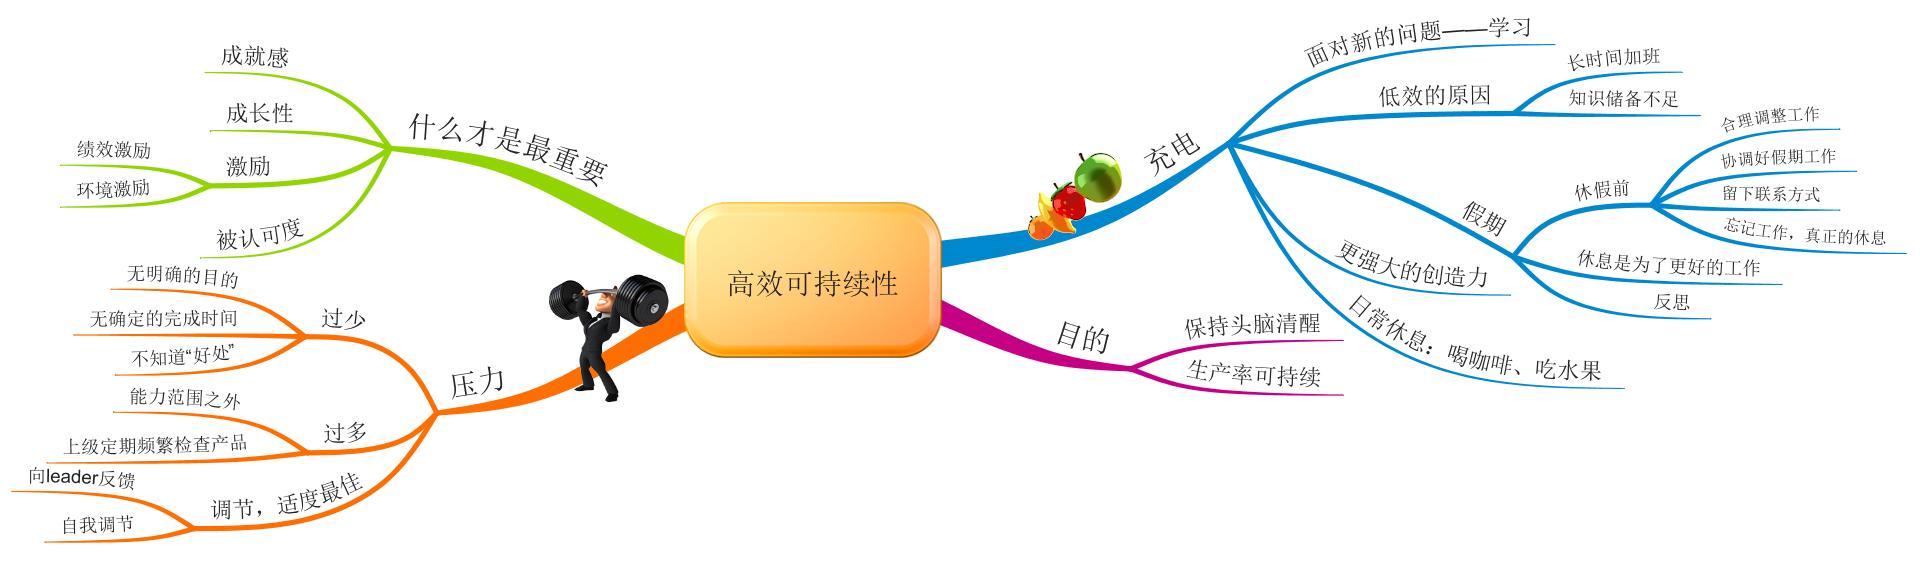 高效可持续性
充电
面对新的问题——学习
低效的原因
长时间加班
知识储备不足
假期
休假前
合理调整工作
协调好假期工作
留下联系方式
忘记工作，真正的休息
休息是为了更好的工作
反思
更强大的创造力
日常休息：喝咖啡、吃水果
目的
保持头脑清醒
生产率可持续
什么才是最重要
成就感
成长性
激励
绩效激励
环境激励
被认可度
压力
过少
无明确的目的
无确定的完成时间
不知道“好处”
过多
能力范围之外
上级定期频繁检查产品
调节，适度最佳
向leader反馈
自我调节